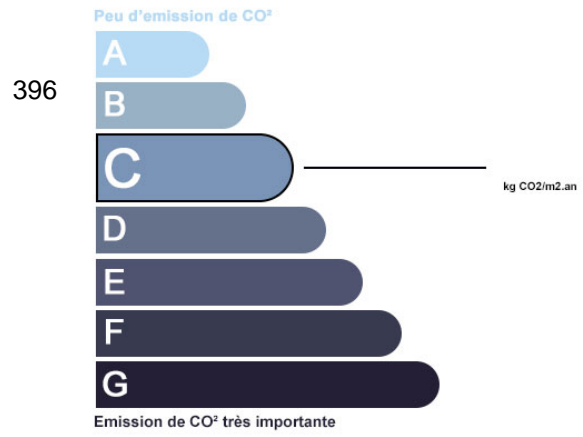 Peu d'emission de CO²
A
396
B
C
kg CO2/m2.an
D
E
F
G
Emission de CO² très importante